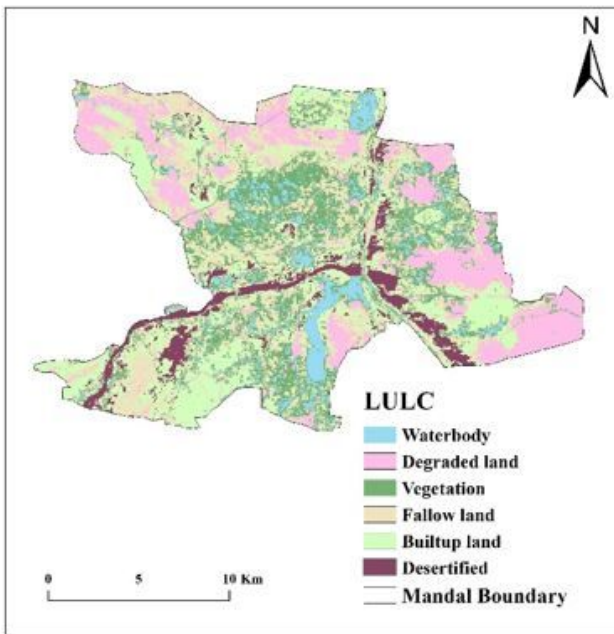 N
LULC
Waterbody
Degraded land
Vegetation
Fallow land
Builtup land
Desertified
Mandal Boundary
0 5 10 Km